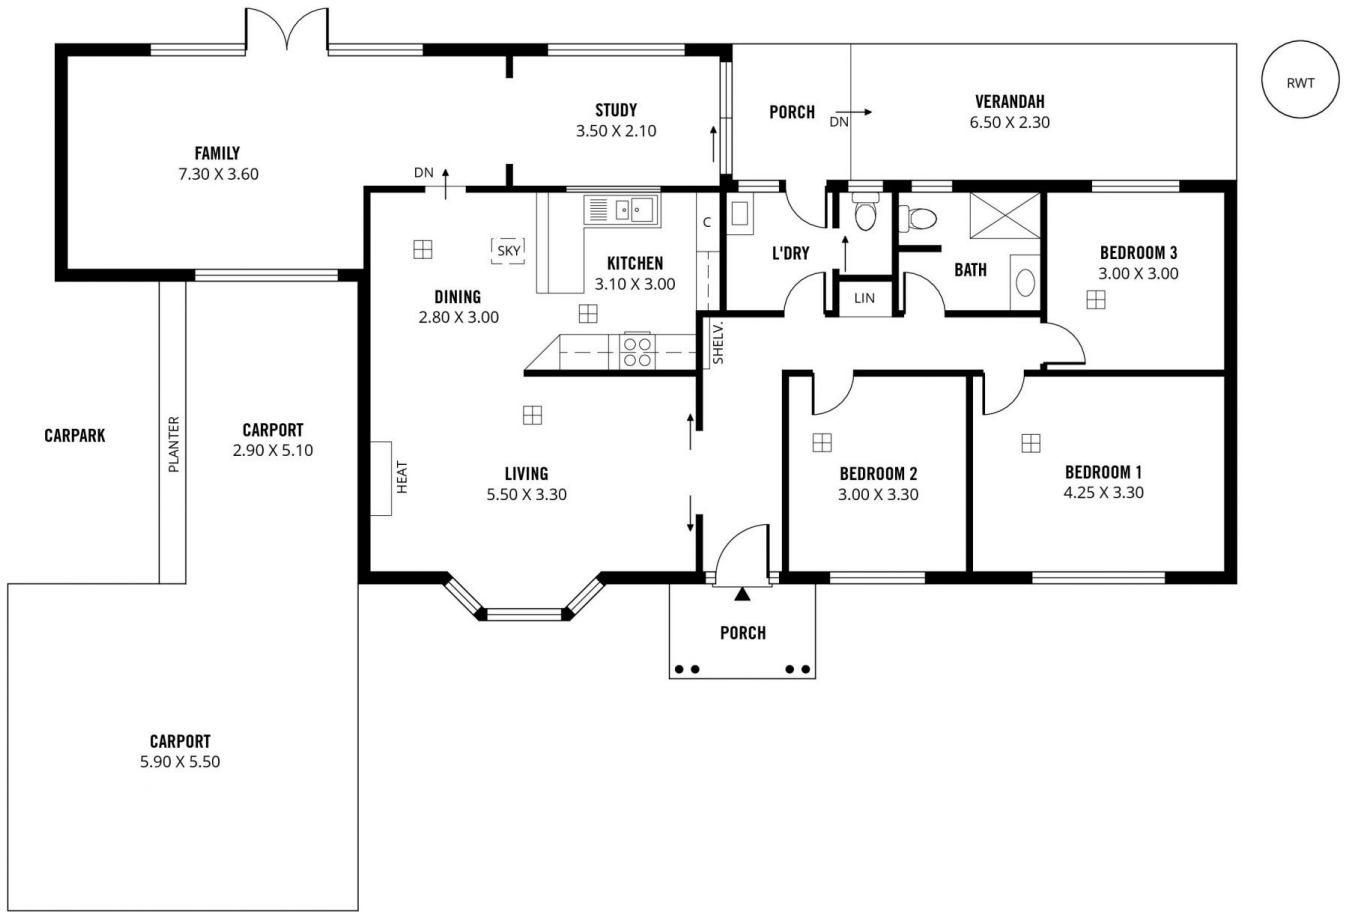 RWT
STUDY
3.50 X 2.10
PORCH
DN
VERANDAH
6.50 X 2.30
FAMILY
7.30 X 3.60
DN
C
SKY
KITCHEN
3.10 X 3.00
L'DRY
BATH
BEDROOM 3
3.00 X 3.00
DINING
2.80 X 3.00
LIN
SHELV.
CARPARK
PLANTER
CARPORT
2.90 X 5.10
HEAT
LIVING
5.50 X 3.30
BEDROOM 2
3.00 X 3.30
BEDROOM 1
4.25 X 3.30
PORCH
CARPORT
5.90 X 5.50